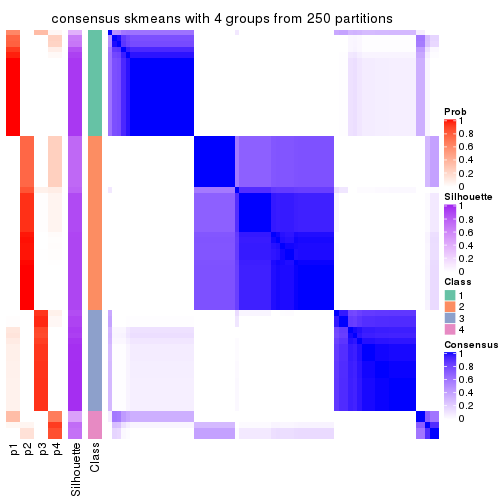 consensus skmeans with 4 groups from 250 partitions
Prob
1
0.8
0.6
0.4
0.2
0
Silhouette
1
0.8
0.6
0.4
0.2
0
Class
1
2
3
4
Consensus
1
0.8
0.6
0.4
0.2
0
p1
p2
p3
p4
Silhouette
Class